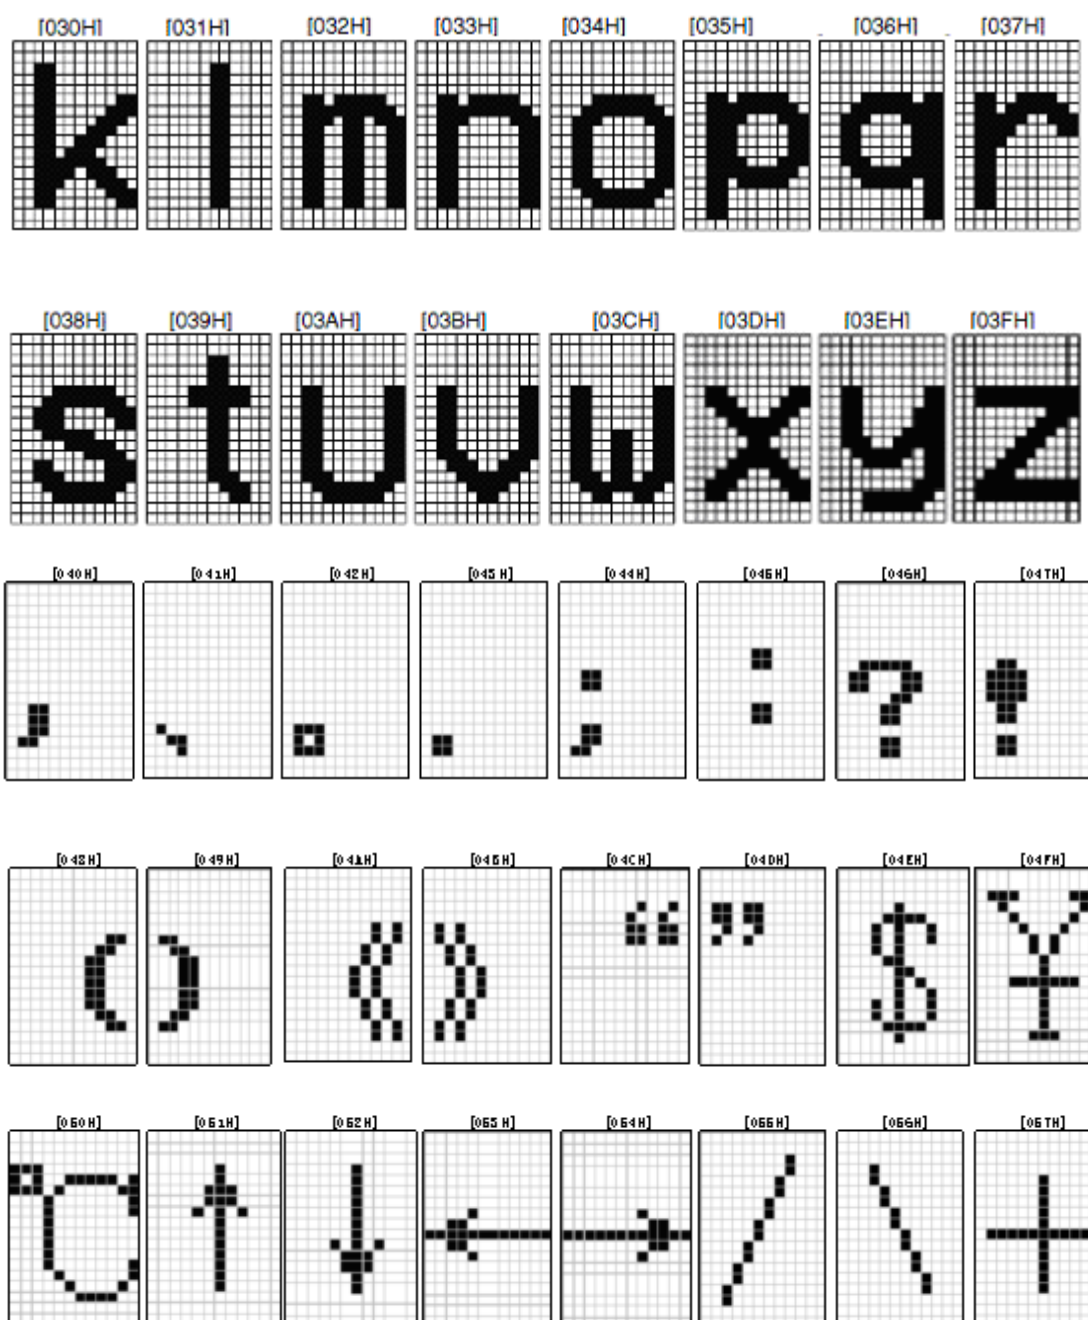 [030H] [031H] [032H] [033H] [034H] [035H] [036H] [037H]
k l m n o p q r
[038H] [039H] [03AH] [03BH] [03CH] [03DH] [03EH] [03FH]
s t u v w x y z
[040H] [041H] [042H] [043H] [044H] [045H] [046H] [047H]
, 、 。 . ; : ? !
[048H] [049H] [04AH] [04BH] [04CH] [04DH] [04EH] [04FH]
( ) 《 》 “ ” $ ¥
[050H] [051H] [052H] [053H] [054H] [055H] [056H] [057H]
℃ ↑ ↓ ← → / \ +